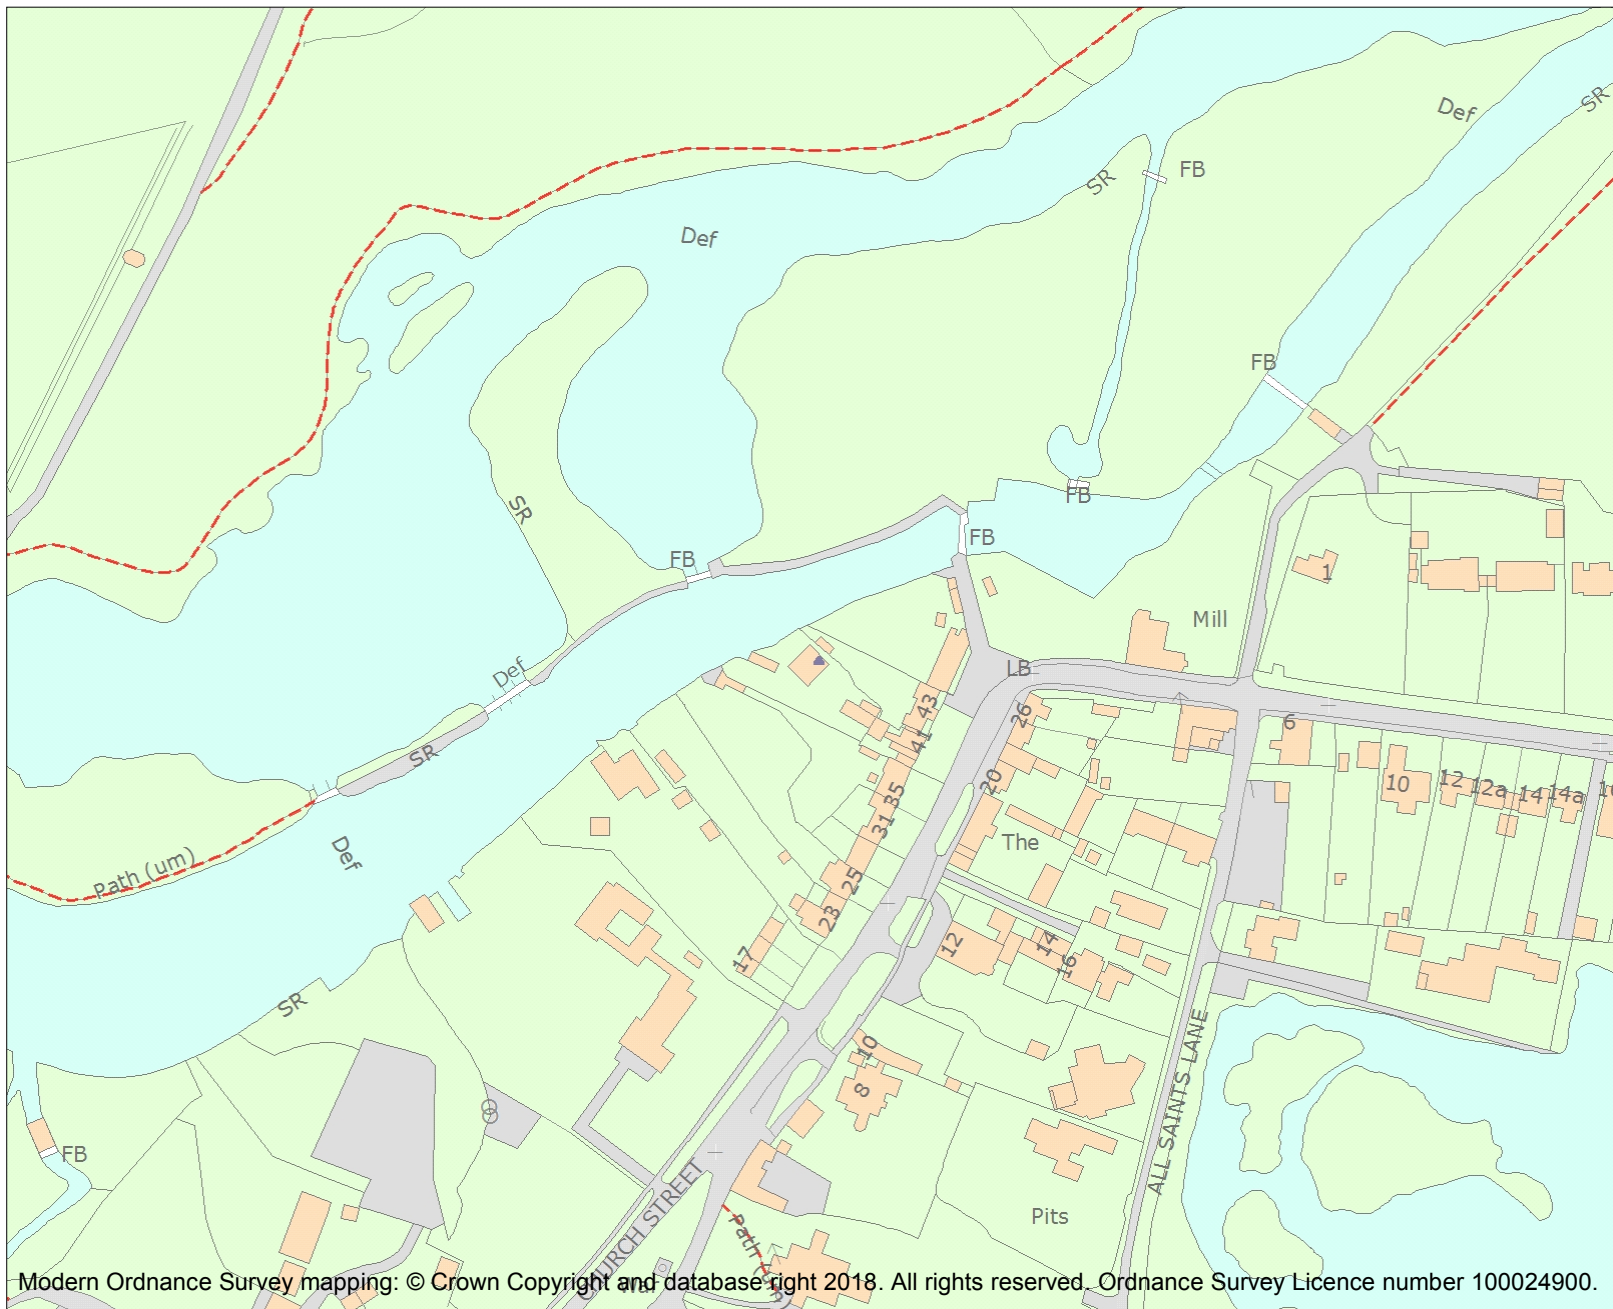 Def
SR
SR
FB
Def
FB
SR
FB
FB
FB
1
Mill
Def
LB
43
26
6
41
SR
20
10
12
12a
14
14a
35
31
The
Def
Path (um)
25
23
12
14
17
16
SR
ALL SAINTS LANE
10
8
FB
CHURCH STREET
Pits
Path (um)
Modern Ordnance Survey mapping: © Crown Copyright and database right 2018. All rights reserved. Ordnance Survey Licence number 100024900.